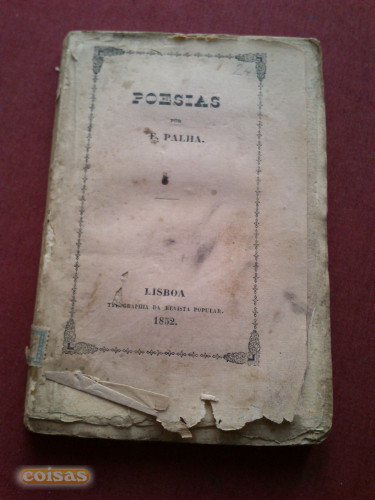 POESIAS
POR
F. PALHA.
LISBOA
TYPOGRAPHIA DA REVISTA POPULAR.
1852.
coisas